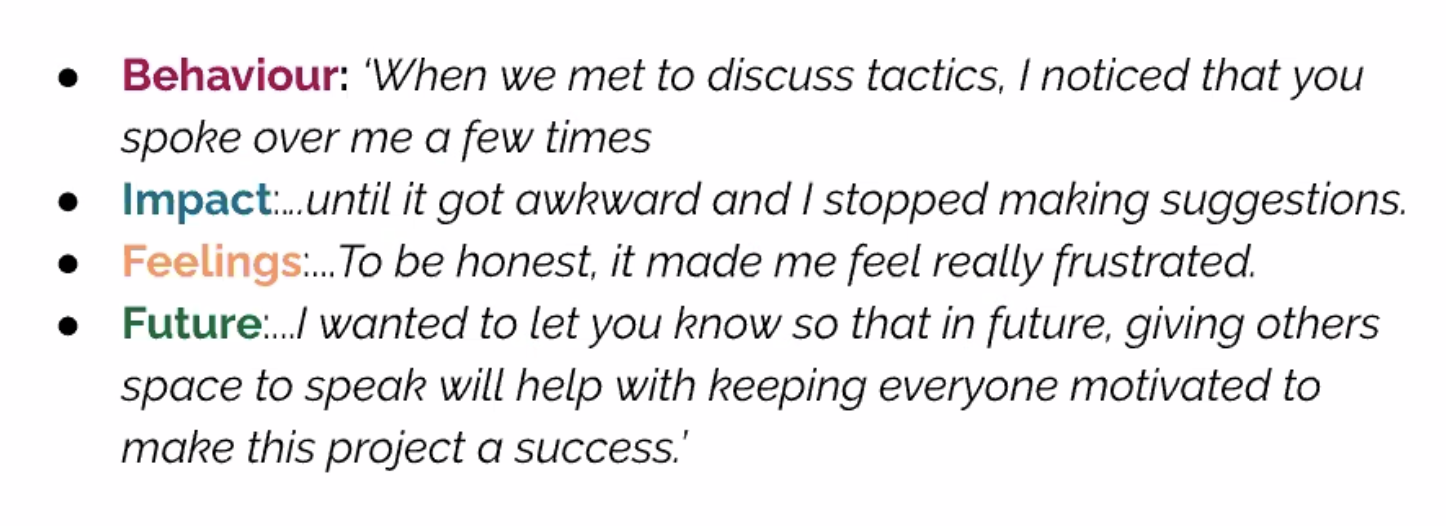 ● Behaviour: ‘When we met to discuss tactics, I noticed that you
spoke over me a few times
● Impact:...until it got awkward and I stopped making suggestions.
● Feelings:...To be honest, it made me feel really frustrated.
● Future:...I wanted to let you know so that in future, giving others
space to speak will help with keeping everyone motivated to
make this project a success.’